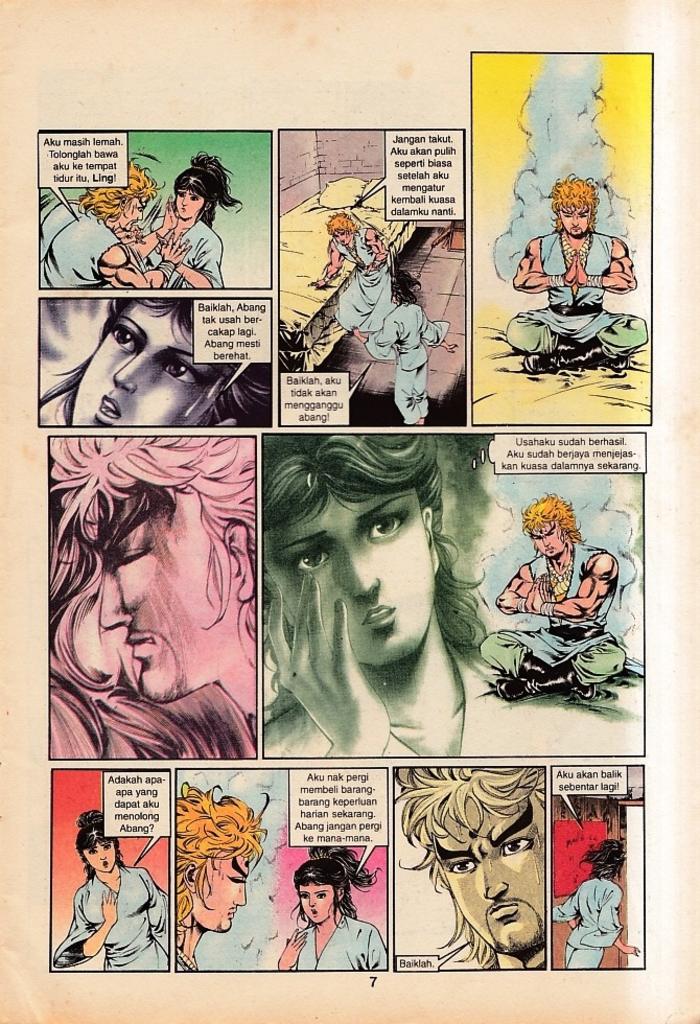 Aku masih lemah.
Tolonglah bawa
aku ke tempat
tidur itu, Ling!
Baiklah, Abang
tak usah ber-
cakap lagi.
Abang mesti
berehat.
Jangan takut.
Aku akan pulih
seperti biasa
setelah aku
mengatur
kembali kuasa
dalamku nanti.
Baiklah, aku
tidak akan
mengganggu
abang!
Usahaku sudah berhasil.
Aku sudah berjaya menjejas-
kan kuasa dalamnya sekarang.
Adakah apa-
apa yang
dapat aku
menolong
Abang?
Aku nak pergi
membeli barang-
barang keperluan
harian sekarang.
Abang jangan pergi
ke mana-mana.
Baiklah.
Aku akan balik
sebentar lagi!
7